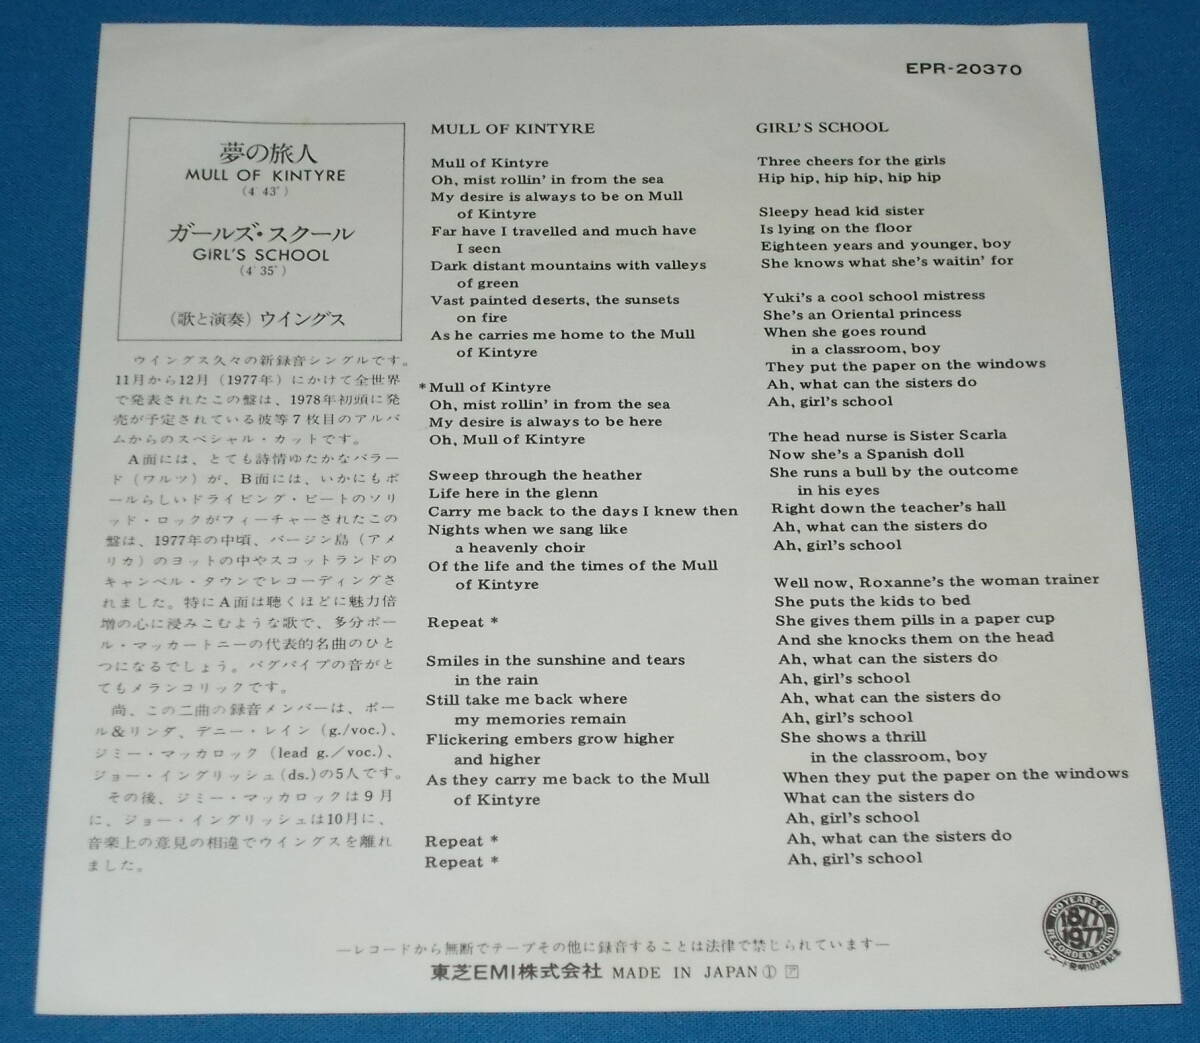 EPR-20370
夢の旅人
MULL OF KINTYRE
(4′43″)
ガールズ・スクール
GIRL'S SCHOOL
(4′35″)
(歌と演奏) ウイングス
ウイングス久々の新録音シングルです。
11月から12月（1977年）にかけて全世界
で発表されたこの盤は、1978年初頭に発
売が予定されている彼等7枚目のアルバ
ムからのスペシャル・カットです。
A面には、とても詩情ゆたかなバラー
ド（ワルツ）が、B面には、いかにもポ
ールらしいドライビング・ビートのソリ
ッド・ロックがフィーチャーされたこの
盤は、1977年の中頃、バージン島（アメ
リカ）のヨットの中やスコットランドの
キャンベル・タウンでレコーディングさ
れました。特にA面は聴くほどに魅力倍
増の心に浸みこむような歌で、多分ポー
ル・マッカートニーの代表的名曲のひと
つになるでしょう。バグパイプの音がと
てもメランコリックです。
尚、この二曲の録音メンバーは、ポー
ル＆リンダ、デニー・レイン (g./voc.)、
ジミー・マッカロック (lead g./voc.)、
ジョー・イングリッシュ(ds.)の5人です。
その後、ジミー・マッカロックは9月
に、ジョー・イングリッシュは10月に、
音楽上の意見の相違でウイングスを離れ
ました。
MULL OF KINTYRE
Mull of Kintyre
Oh, mist rollin' in from the sea
My desire is always to be on Mull
of Kintyre
Far have I travelled and much have
I seen
Dark distant mountains with valleys
of green
Vast painted deserts, the sunsets
on fire
As he carries me home to the Mull
of Kintyre
*Mull of Kintyre
Oh, mist rollin' in from the sea
My desire is always to be here
Oh, Mull of Kintyre
Sweep through the heather
Life here in the glenn
Carry me back to the days I knew then
Nights when we sang like
a heavenly choir
Of the life and the times of the Mull
of Kintyre
Repeat *
Smiles in the sunshine and tears
in the rain
Still take me back where
my memories remain
Flickering embers grow higher
and higher
As they carry me back to the Mull
of Kintyre
Repeat *
Repeat *
GIRL'S SCHOOL
Three cheers for the girls
Hip hip, hip hip, hip hip
Sleepy head kid sister
Is lying on the floor
Eighteen years and younger, boy
She knows what she's waitin' for
Yuki's a cool school mistress
She's an Oriental princess
When she goes round
in a classroom, boy
They put the paper on the windows
Ah, what can the sisters do
Ah, girl's school
The head nurse is Sister Scarla
Now she's a Spanish doll
She runs a bull by the outcome
in his eyes
Right down the teacher's hall
Ah, what can the sisters do
Ah, girl's school
Well now, Roxanne's the woman trainer
She puts the kids to bed
She gives them pills in a paper cup
And she knocks them on the head
Ah, what can the sisters do
Ah, girl's school
Ah, what can the sisters do
Ah, girl's school
She shows a thrill
in the classroom, boy
When they put the paper on the windows
What can the sisters do
Ah, girl's school
Ah, what can the sisters do
Ah, girl's school
100 YEARS OF
1877
1977
RECORDED SOUND
レコード発明100年記念
—レコードから無断でテープその他に録音することは法律で禁じられています—
東芝EMI株式会社 MADE IN JAPAN ① ア